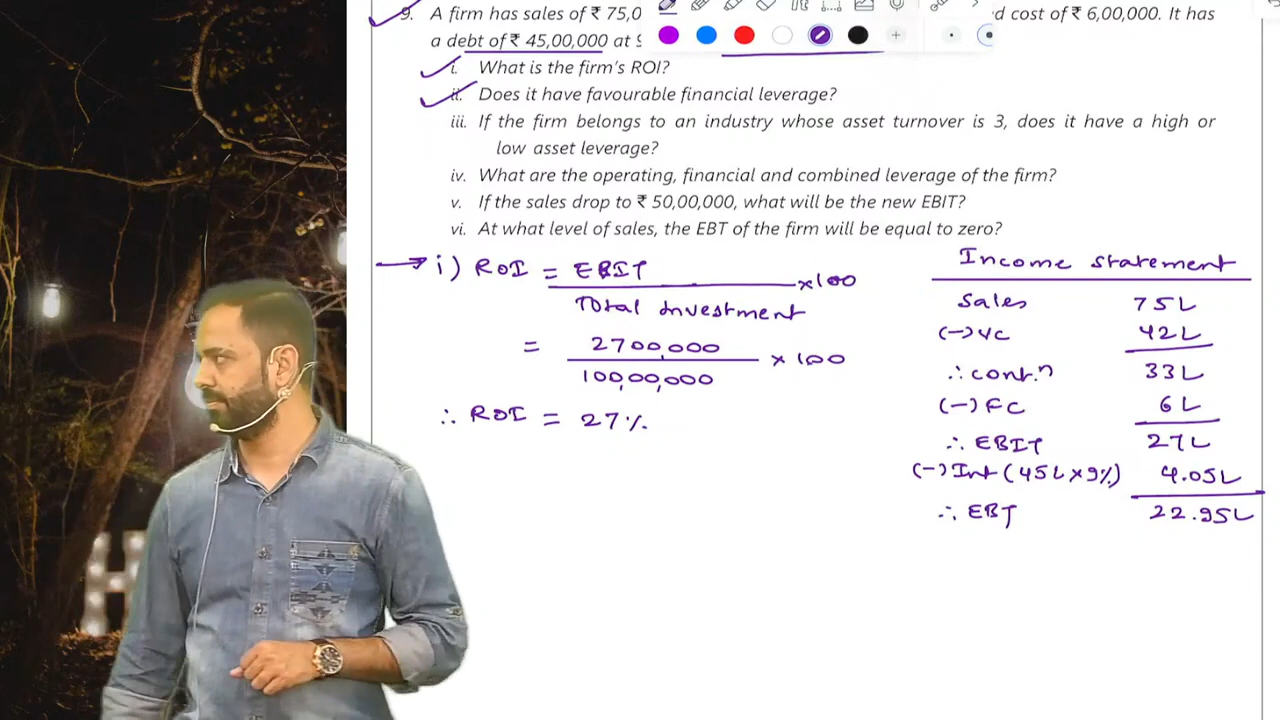 9. A firm has sales of ₹ 75,0 d cost of ₹ 6,00,000. It has
a debt of ₹ 45,00,000 at 9
i. What is the firm's ROI?
ii. Does it have favourable financial leverage?
iii. If the firm belongs to an industry whose asset turnover is 3, does it have a high or
low asset leverage?
iv. What are the operating, financial and combined leverage of the firm?
v. If the sales drop to ₹ 50,00,000, what will be the new EBIT?
vi. At what level of sales, the EBT of the firm will be equal to zero?
i) ROI = EBIT ×100
Total Investment
= 2700,000 × 100
100,00,000
∴ ROI = 27%
Income statement
Sales 75L
(-) VC 42L
∴ cont.n 33L
(-) FC 6L
∴ EBIT 27L
(-) Int (45L×9%) 4.05L
∴ EBT 22.95L